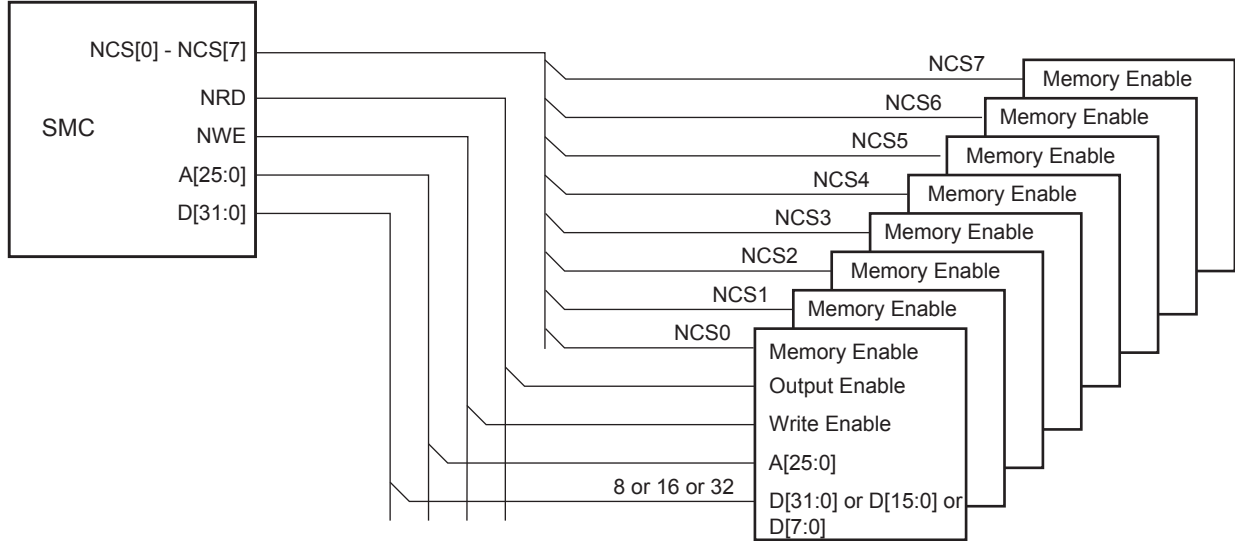 NCS[0] - NCS[7]
NRD
SMC
NWE
A[25:0]
D[31:0]
NCS7
Memory Enable
NCS6
Memory Enable
NCS5
Memory Enable
NCS4
Memory Enable
NCS3
Memory Enable
NCS2
Memory Enable
NCS1
Memory Enable
NCS0
Memory Enable
Output Enable
Write Enable
A[25:0]
8 or 16 or 32
D[31:0] or D[15:0] or
D[7:0]